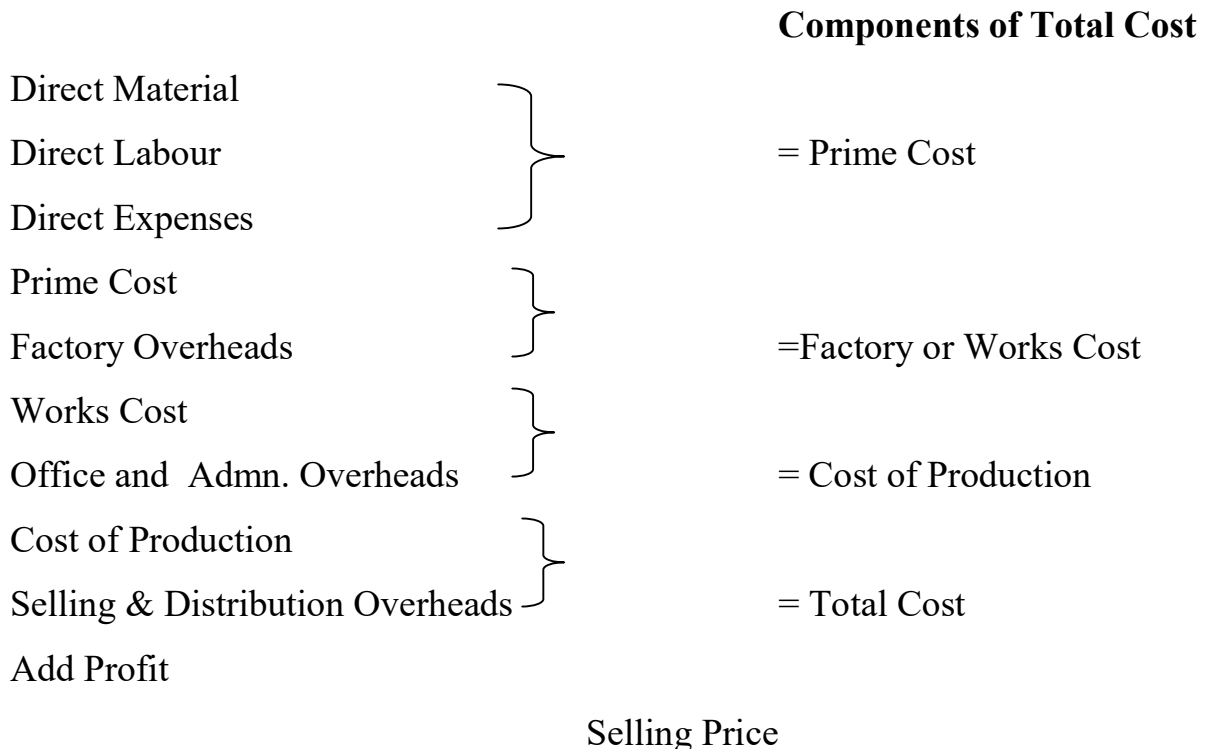 Components of Total Cost
Direct Material
Direct Labour = Prime Cost
Direct Expenses
Prime Cost
Factory Overheads =Factory or Works Cost
Works Cost
Office and Admn. Overheads = Cost of Production
Cost of Production
Selling & Distribution Overheads = Total Cost
Add Profit
Selling Price